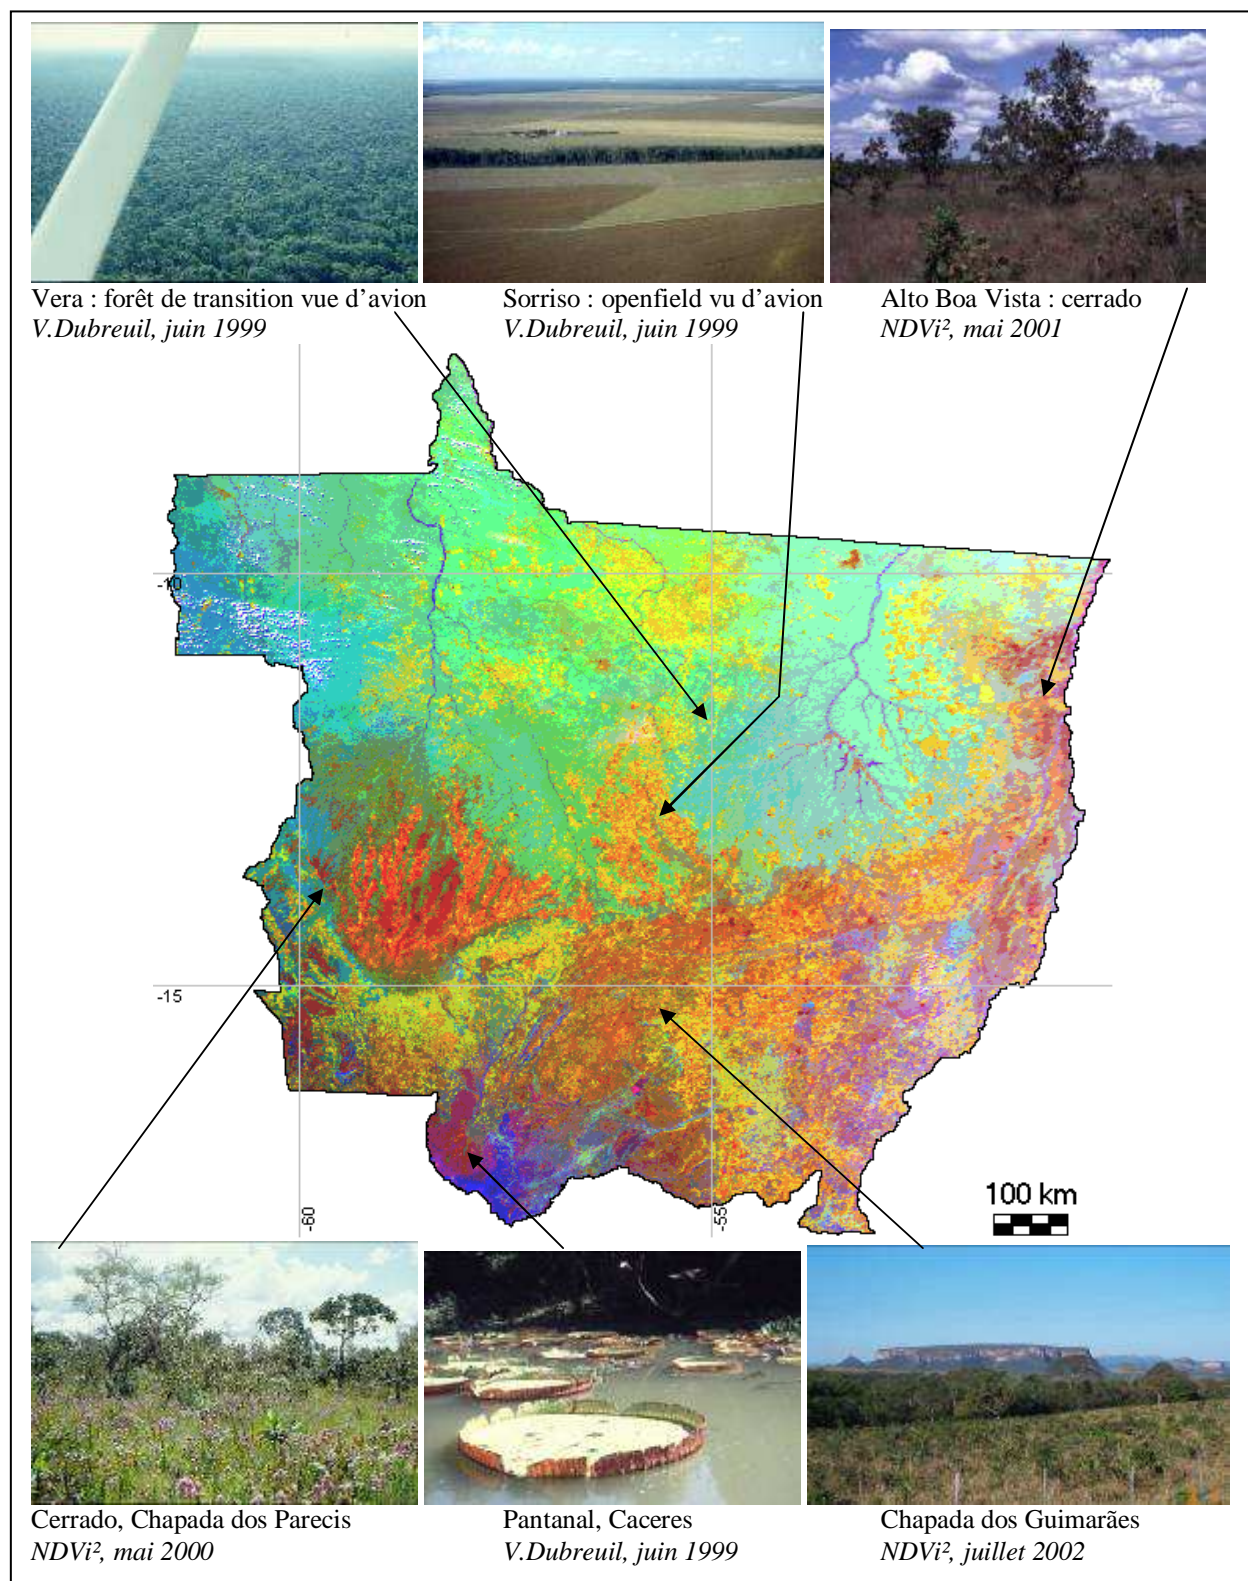 Vera : forêt de transition vue d’avion
V.Dubreuil, juin 1999
Sorriso : openfield vu d’avion
V.Dubreuil, juin 1999
Alto Boa Vista : cerrado
NDVi², mai 2001
-10
-15
-60
-55
100 km
Cerrado, Chapada dos Parecis
NDVi², mai 2000
Pantanal, Caceres
V.Dubreuil, juin 1999
Chapada dos Guimarães
NDVi², juillet 2002